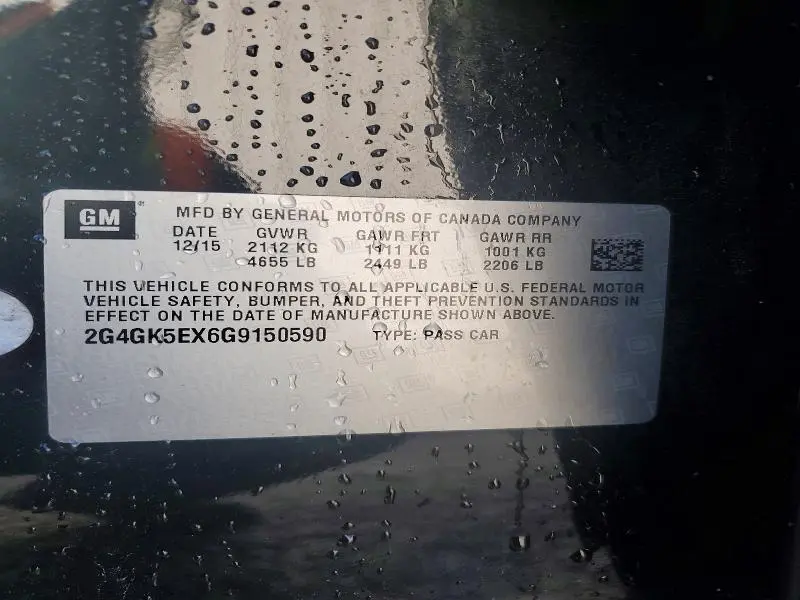 GM
MFD BY GENERAL MOTORS OF CANADA COMPANY
DATE GVWR GAWR FRT GAWR RR
12/15 2112 KG 1111 KG 1001 KG
4655 LB 2449 LB 2206 LB
THIS VEHICLE CONFORMS TO ALL APPLICABLE U.S. FEDERAL MOTOR
VEHICLE SAFETY, BUMPER, AND THEFT PREVENTION STANDARDS IN
EFFECT ON THE DATE OF MANUFACTURE SHOWN ABOVE.
2G4GK5EX6G9150590 TYPE: PASS CAR